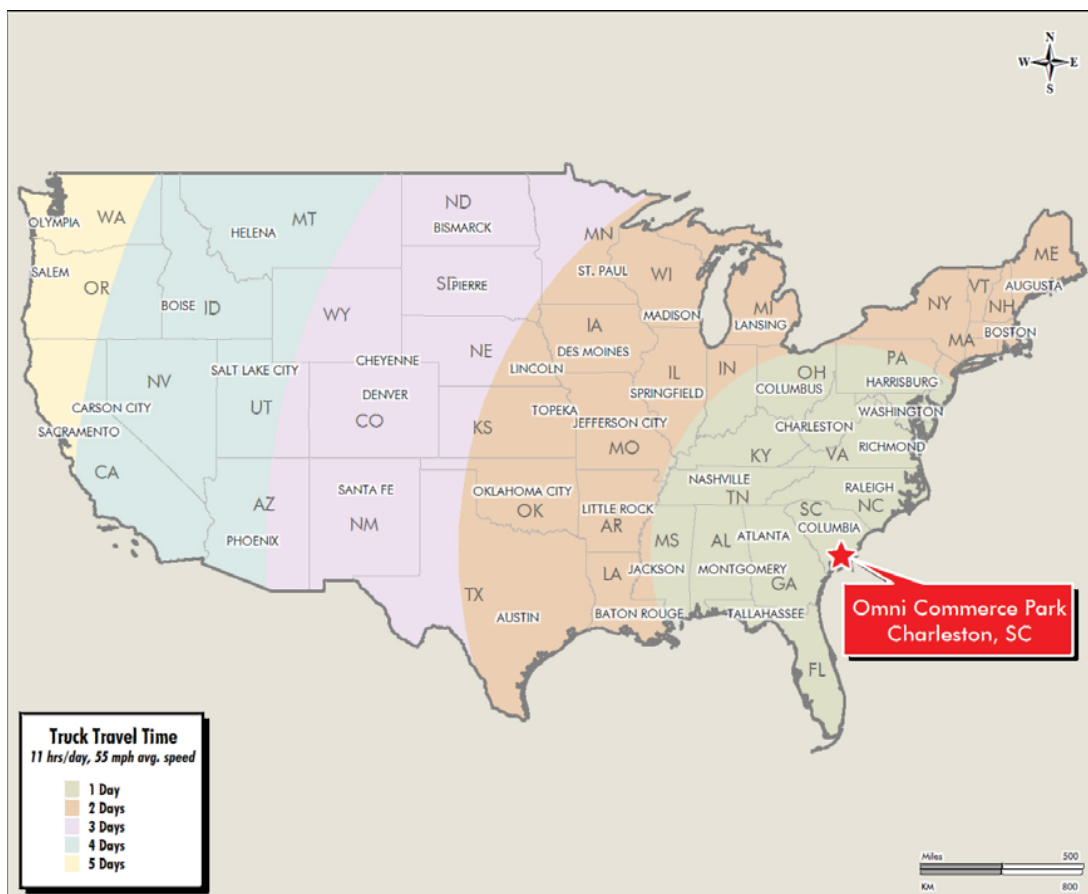 N
W E
S
WA
OLYMPIA
MT
HELENA
ND
BISMARCK
MN
ST. PAUL
WI
ME
VT
AUGUSTA
NH
NY
SALEM
OR
BOISE
ID
WY
SD
PIERRE
MADISON
MI
LANSING
MA
BOSTON
IA
DES MOINES
NE
LINCOLN
CHEYENNE
SALT LAKE CITY
NV
UT
CARSON CITY
SACRAMENTO
DENVER
CO
KS
TOPEKA
IL
SPRINGFIELD
IN
OH
COLUMBUS
PA
HARRISBURG
WASHINGTON
JEFFERSON CITY
MO
CHARLESTON
RICHMOND
VA
KY
CA
AZ
PHOENIX
SANTA FE
NM
OKLAHOMA CITY
OK
LITTLE ROCK
AR
NASHVILLE
TN
RALEIGH
NC
SC
COLUMBIA
MS
JACKSON
AL
ATLANTA
MONTGOMERY
GA
TX
AUSTIN
LA
BATON ROUGE
TALLAHASSEE
FL
Omni Commerce Park
Charleston, SC
Truck Travel Time
11 hrs/day, 55 mph avg. speed
1 Day
2 Days
3 Days
4 Days
5 Days
Miles 500
KM 800